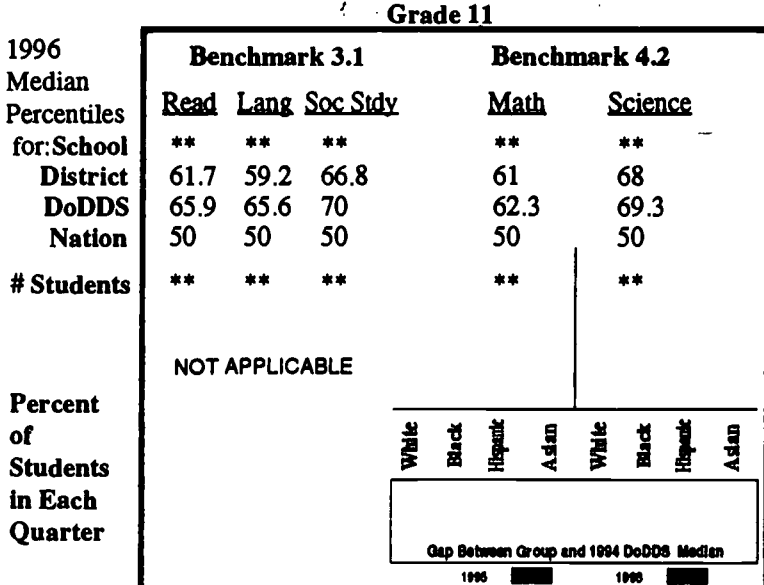 Grade 11
1996
Median
Percentiles
for: School
District
DoDDS
Nation
# Students
Benchmark 3.1 Benchmark 4.2
Read Lang Soc Stdy Math Science
** ** ** ** **
61.7 59.2 66.8 61 68
65.9 65.6 70 62.3 69.3
50 50 50 50 50
** ** ** ** **
NOT APPLICABLE
Percent
of
Students
in Each
Quarter
White Black Hispanic Asian White Black Hispanic Asian
Gap Between Group and 1994 DoDDS Median
1995 1996